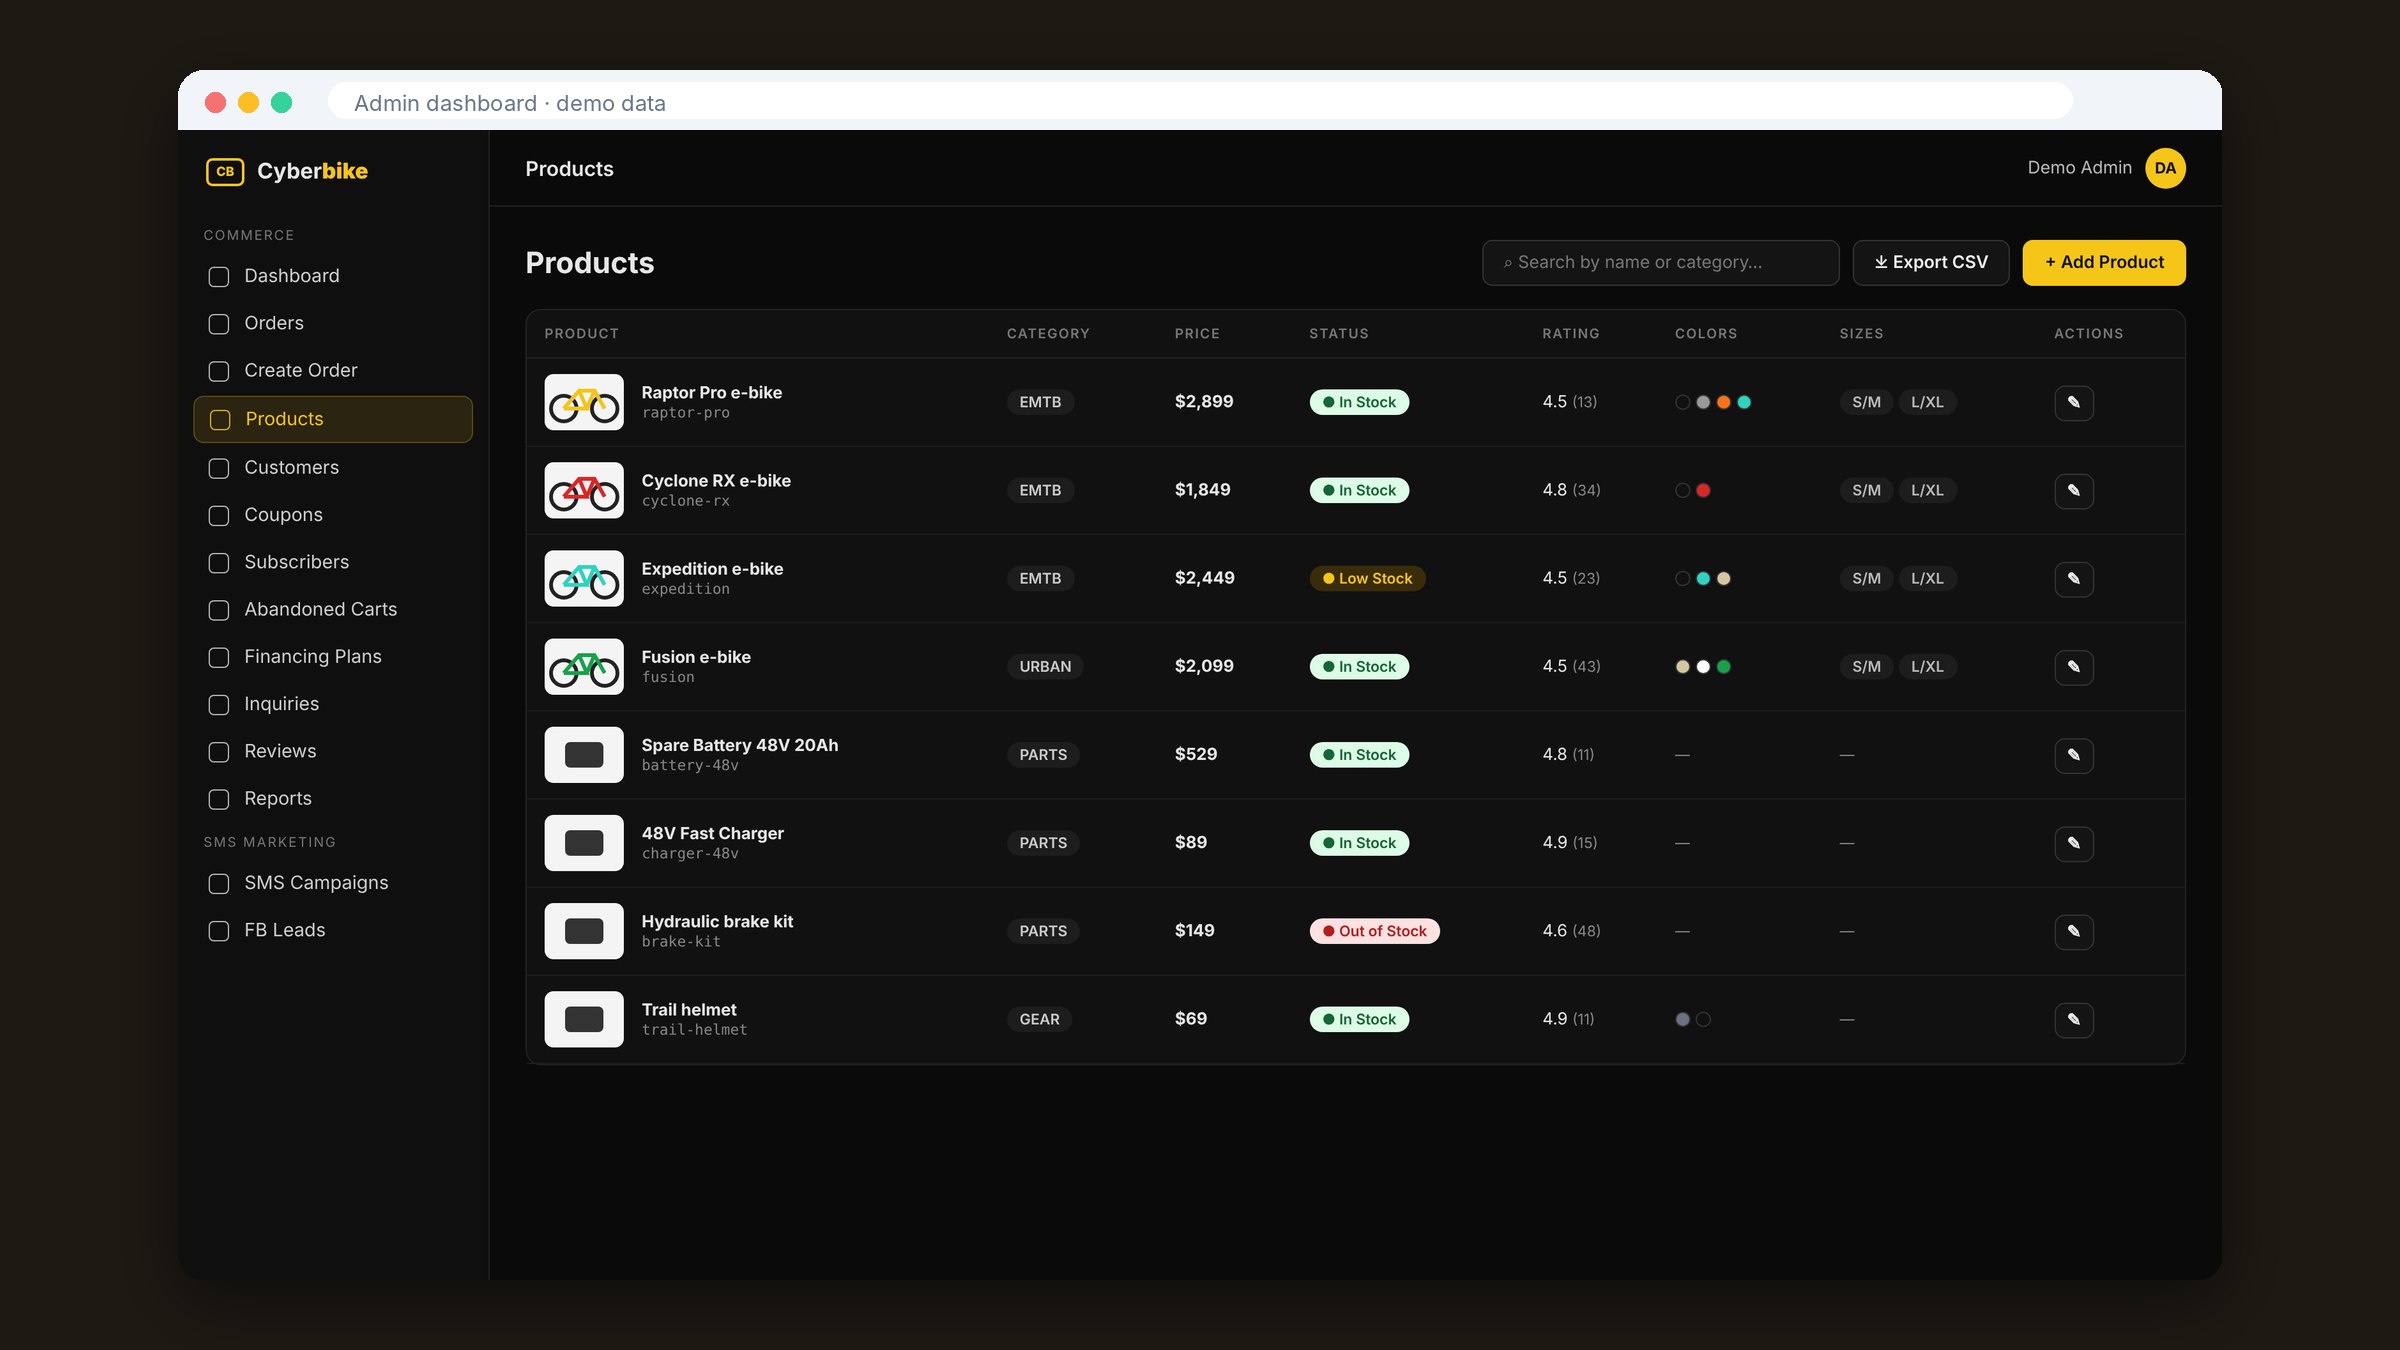 Admin dashboard · demo data
CB Cyberbike
COMMERCE
Dashboard
Orders
Create Order
Products
Customers
Coupons
Subscribers
Abandoned Carts
Financing Plans
Inquiries
Reviews
Reports
SMS MARKETING
SMS Campaigns
FB Leads
Products
Demo Admin DA
Products
Search by name or category...
Export CSV
+ Add Product
PRODUCT CATEGORY PRICE STATUS RATING COLORS SIZES ACTIONS
Raptor Pro e-bike
raptor-pro
EMTB $2,899 In Stock 4.5 (13) S/M L/XL
Cyclone RX e-bike
cyclone-rx
EMTB $1,849 In Stock 4.8 (34) S/M L/XL
Expedition e-bike
expedition
EMTB $2,449 Low Stock 4.5 (23) S/M L/XL
Fusion e-bike
fusion
URBAN $2,099 In Stock 4.5 (43) S/M L/XL
Spare Battery 48V 20Ah
battery-48v
PARTS $529 In Stock 4.8 (11) — —
48V Fast Charger
charger-48v
PARTS $89 In Stock 4.9 (15) — —
Hydraulic brake kit
brake-kit
PARTS $149 Out of Stock 4.6 (48) — —
Trail helmet
trail-helmet
GEAR $69 In Stock 4.9 (11) —